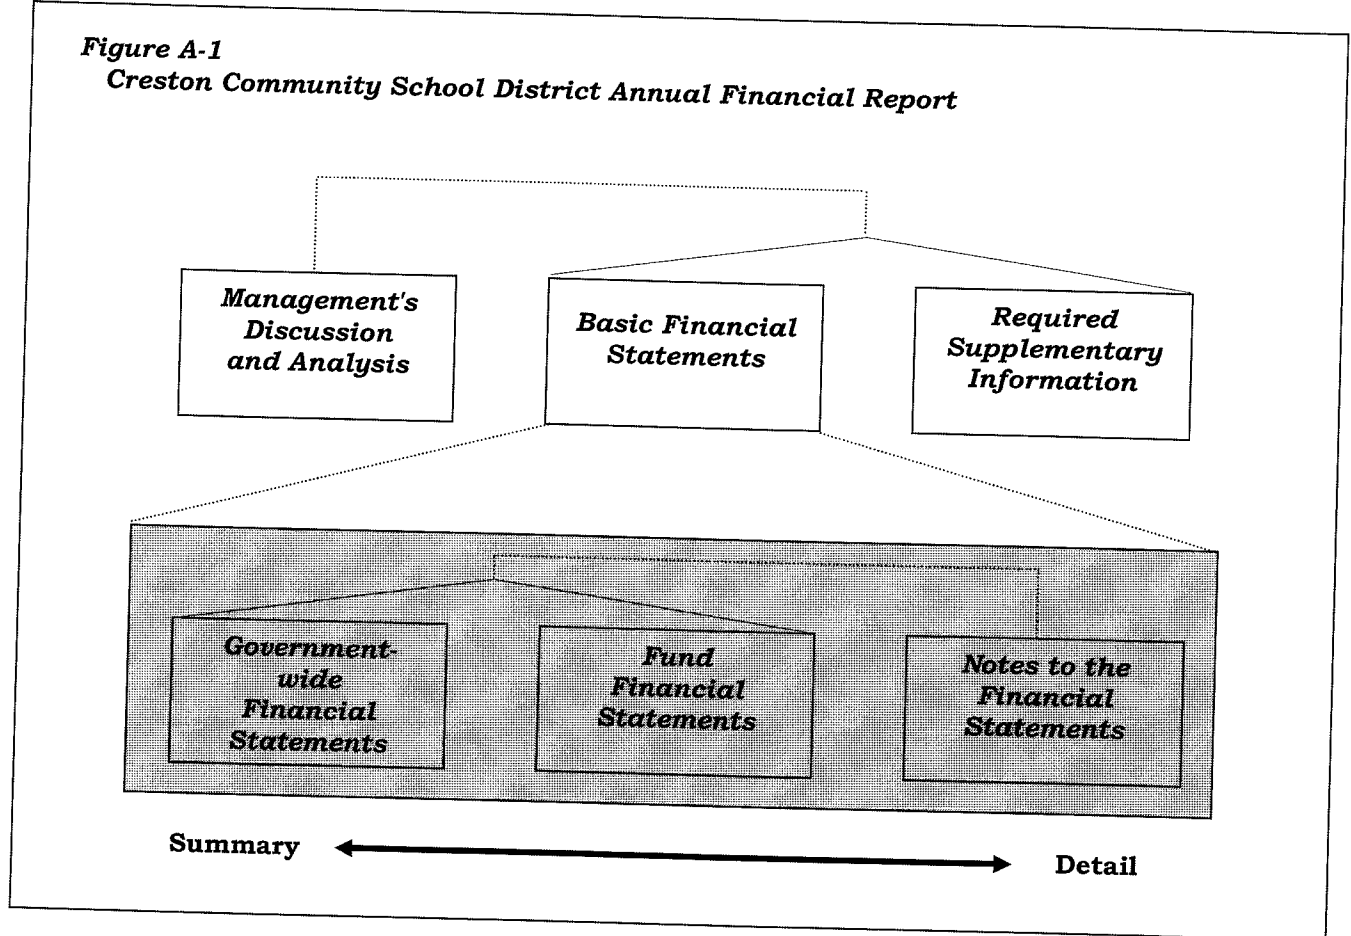 Figure A-1
Creston Community School District Annual Financial Report
Management's
Discussion
and Analysis
Basic Financial
Statements
Required
Supplementary
Information
Government-
wide
Financial
Statements
Fund
Financial
Statements
Notes to the
Financial
Statements
Summary
Detail